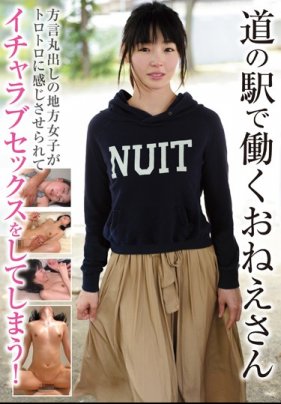 道の駅で働くおねえさん
方言丸出しの地方女子が
トロトロに感じさせられて
イチャラブセックスをしてしまう！
NUIT